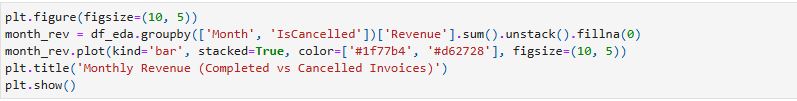 plt.figure(figsize=(10, 5))
month_rev = df_eda.groupby(['Month', 'IsCancelled'])['Revenue'].sum().unstack().fillna(0)
month_rev.plot(kind='bar', stacked=True, color=['#1f77b4', '#d62728'], figsize=(10, 5))
plt.title('Monthly Revenue (Completed vs Cancelled Invoices)')
plt.show()